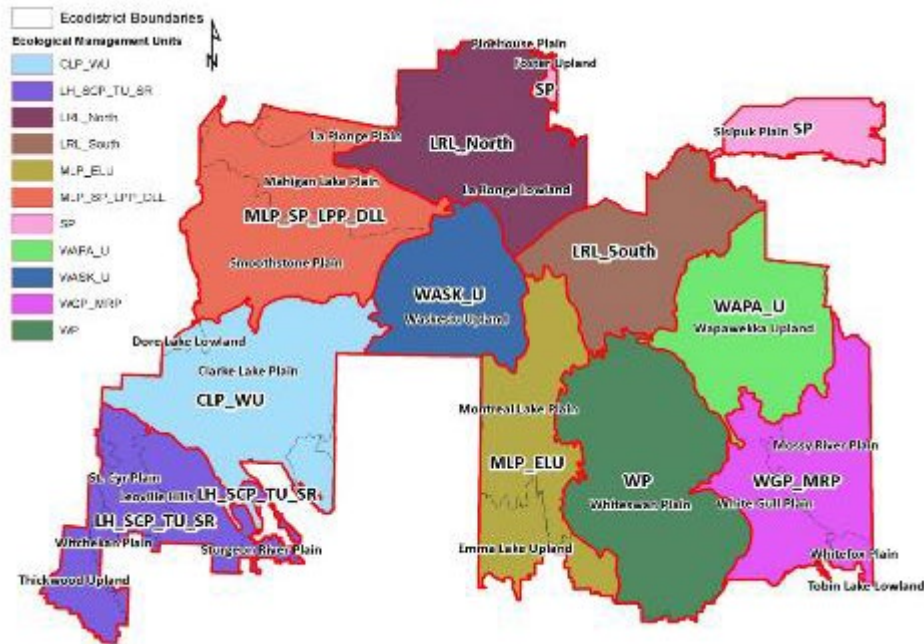 Ecodistrict Boundaries
Ecological Management Units
CLP_WU
LH_SCP_TU_SR
LRL_North
LRL_South
MLP_ELU
MLP_SP_LPP_DLL
SP
WAPA_U
WASK_U
WGP_MRP
WP
N
Pinehouse Plain
Foster Upland
SP
Sisipuk Plain SP
La Plonge Plain
LRL_North
Mahigan Lake Plain
La Ronge Lowland
MLP_SP_LPP_DLL
LRL_South
Smoothstone Plain
WASK_U
Waskesiu Upland
WAPA_U
Wapawekka Upland
Dore Lake Lowland
Clarke Lake Plain
CLP_WU
Montreal Lake Plain
Mossy River Plain
MLP_ELU
WP
WGP_MRP
St. Cyr Plain
Leoville Hills
LH_SCP_TU_SR
Whiteswan Plain
White Gull Plain
LH_SCP_TU_SR
Witchekan Plain
Sturgeon River Plain
Emma Lake Upland
Whitefox Plain
Thickwood Upland
Tobin Lake Lowland